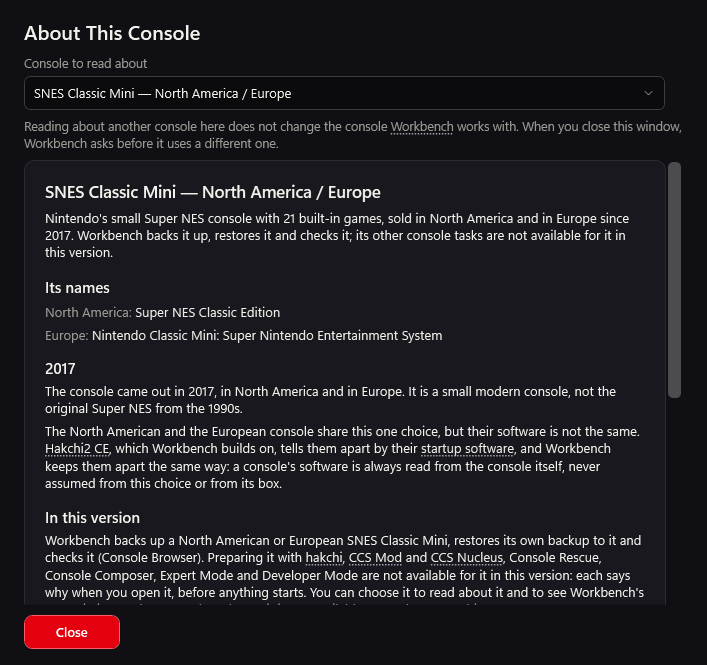 About This Console
Console to read about
SNES Classic Mini — North America / Europe
Reading about another console here does not change the console Workbench works with. When you close this window,
Workbench asks before it uses a different one.
SNES Classic Mini — North America / Europe
Nintendo's small Super NES console with 21 built-in games, sold in North America and in Europe since
2017. Workbench backs it up, restores it and checks it; its other console tasks are not available for it in
this version.
Its names
North America: Super NES Classic Edition
Europe: Nintendo Classic Mini: Super Nintendo Entertainment System
2017
The console came out in 2017, in North America and in Europe. It is a small modern console, not the
original Super NES from the 1990s.
The North American and the European console share this one choice, but their software is not the same.
Hakchi2 CE, which Workbench builds on, tells them apart by their startup software, and Workbench
keeps them apart the same way: a console's software is always read from the console itself, never
assumed from this choice or from its box.
In this version
Workbench backs up a North American or European SNES Classic Mini, restores its own backup to it and
checks it (Console Browser). Preparing it with hakchi, CCS Mod and CCS Nucleus, Console Rescue,
Console Composer, Expert Mode and Developer Mode are not available for it in this version: each says
why when you open it, before anything starts. You can choose it to read about it and to see Workbench's
Close